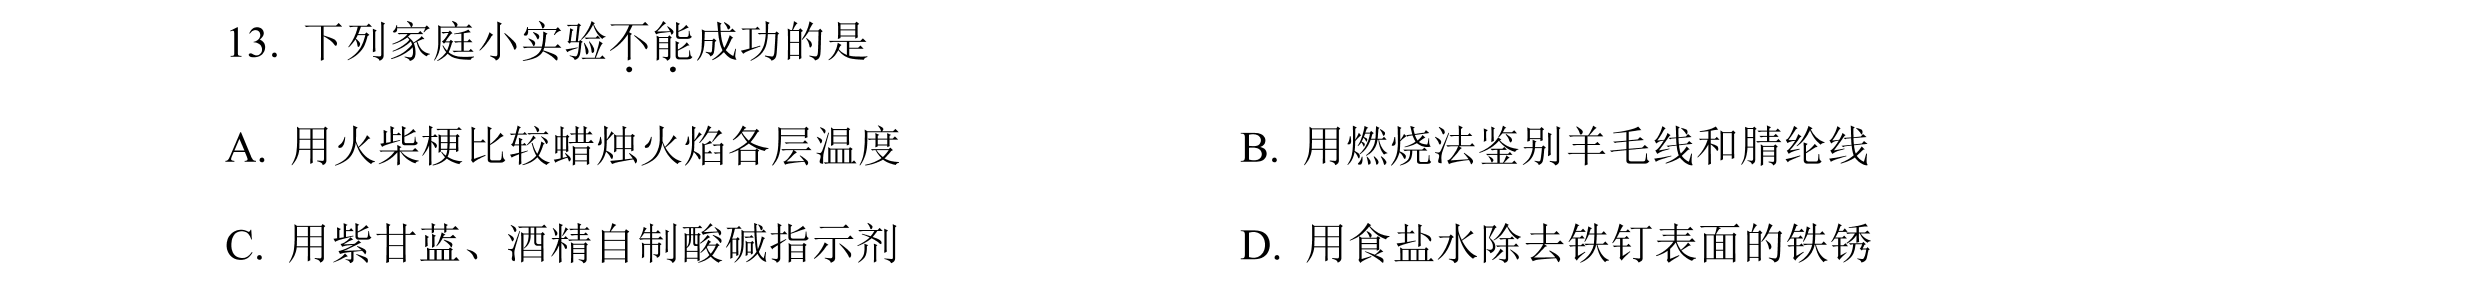 13. 下列家庭小实验不能成功的是
A. 用火柴梗比较蜡烛火焰各层温度 B. 用燃烧法鉴别羊毛线和腈纶线
C. 用紫甘蓝、酒精自制酸碱指示剂 D. 用食盐水除去铁钉表面的铁锈